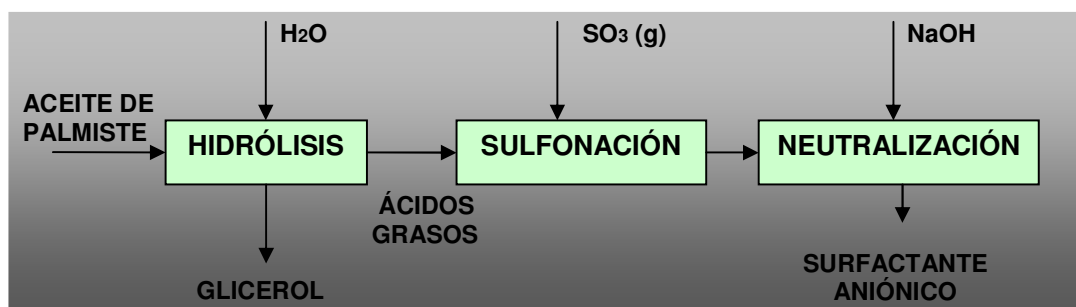 H2O
SO3 (g)
NaOH
ACEITE DE
PALMISTE
HIDRÓLISIS
SULFONACIÓN
NEUTRALIZACIÓN
ÁCIDOS
GRASOS
GLICEROL
SURFACTANTE
ANIÓNICO